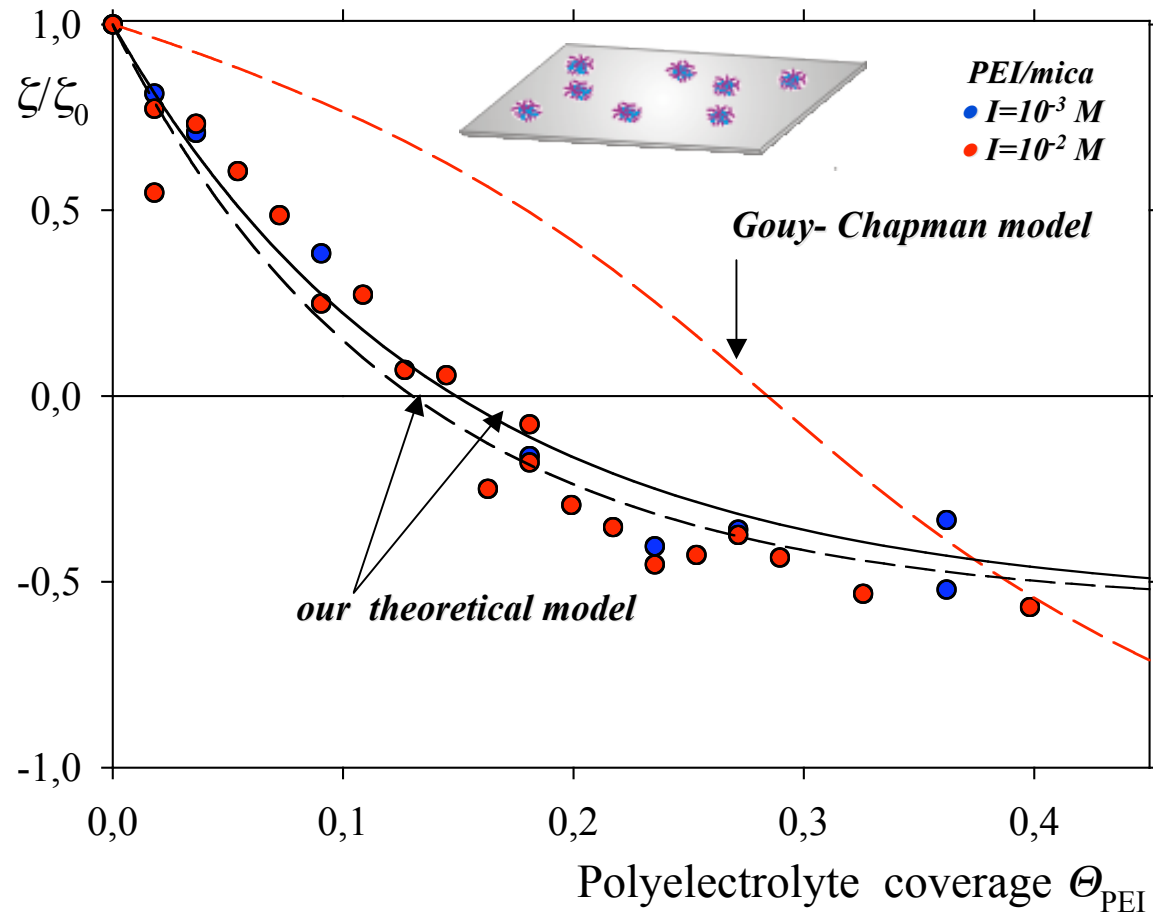 1,0
ζ/ζ0
0,5
0,0
-0,5
-1,0
PEI/mica
I=10-3 M
I=10-2 M
Gouy- Chapman model
our theoretical model
0,0 0,1 0,2 0,3 0,4
Polyelectrolyte coverage ΘPEI